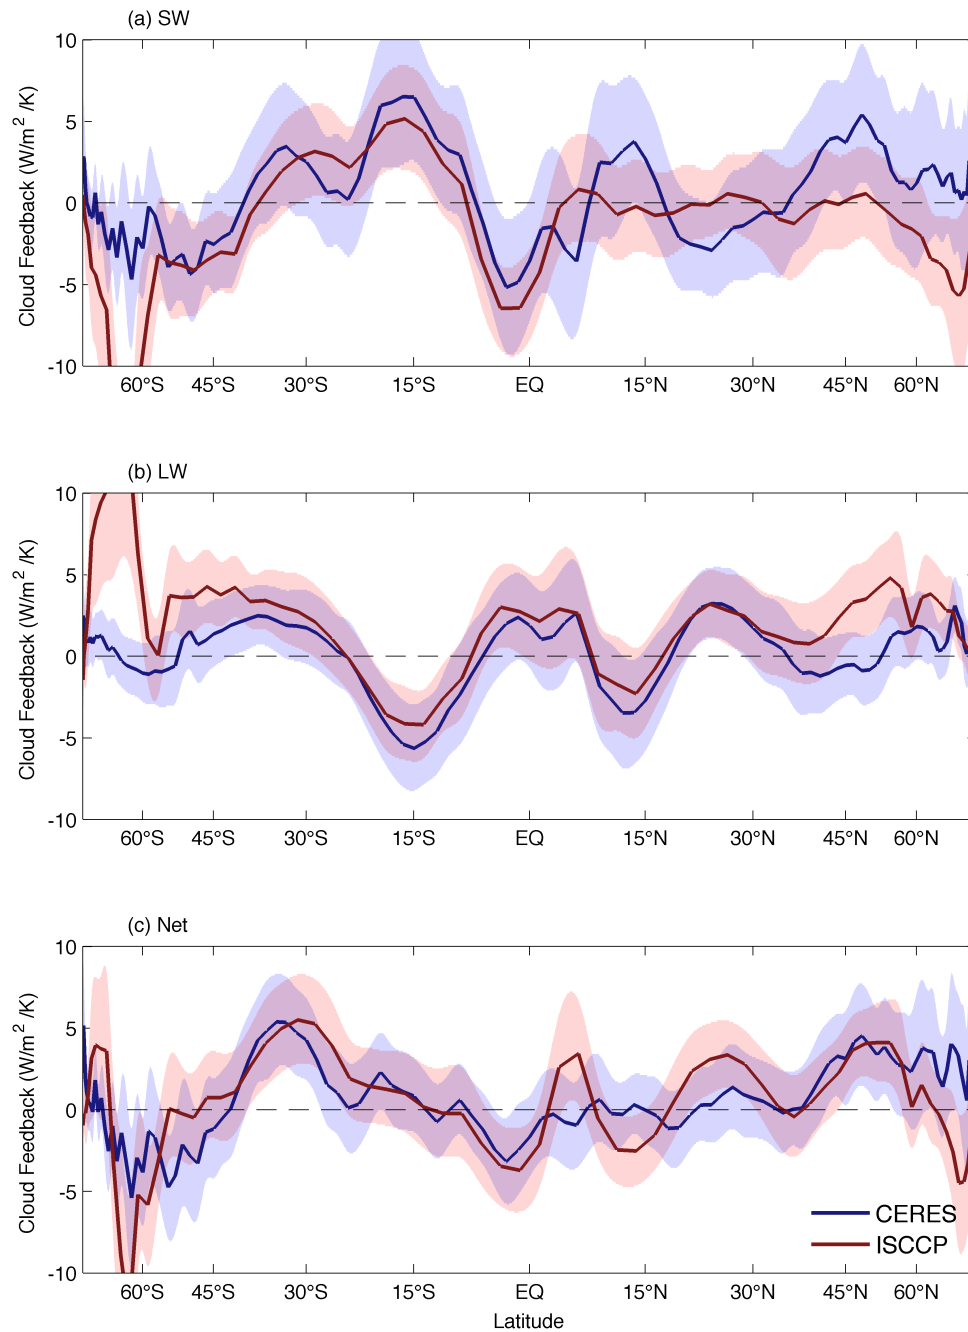 (a) SW
10
5
0
-5
-10
Cloud Feedback (W/m² /K)
60°S 45°S 30°S 15°S EQ 15°N 30°N 45°N 60°N
(b) LW
10
5
0
-5
-10
Cloud Feedback (W/m² /K)
60°S 45°S 30°S 15°S EQ 15°N 30°N 45°N 60°N
(c) Net
10
5
0
-5
-10
Cloud Feedback (W/m² /K)
CERES
ISCCP
60°S 45°S 30°S 15°S EQ 15°N 30°N 45°N 60°N
Latitude